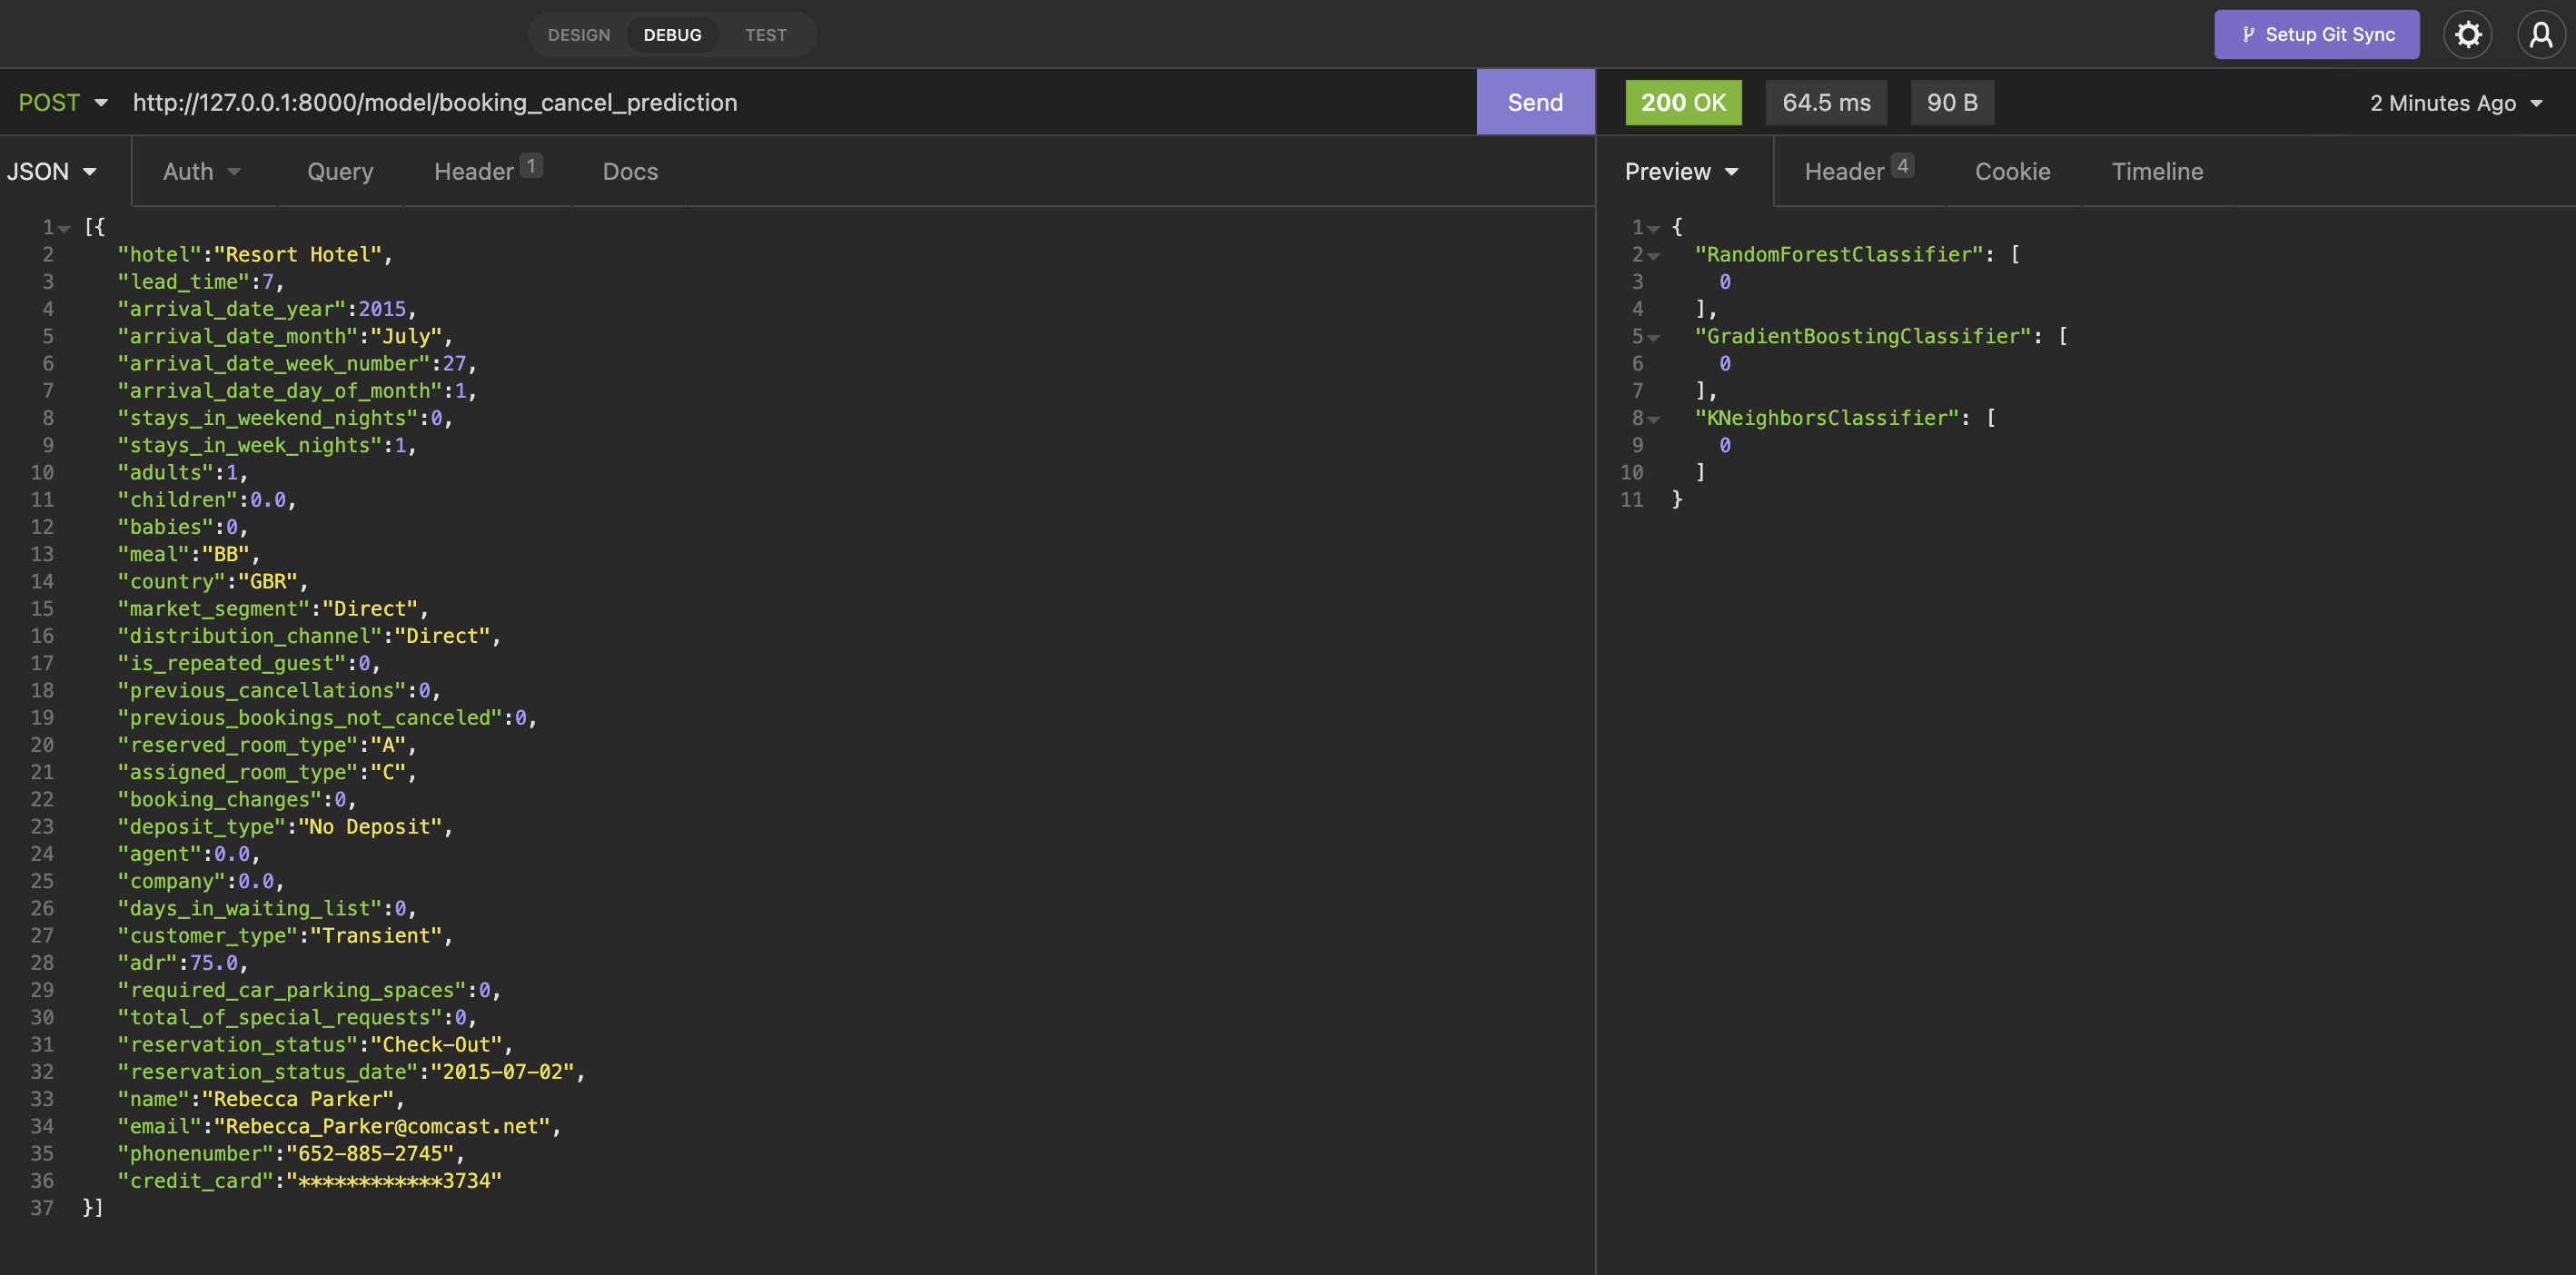 DESIGN DEBUG TEST
Setup Git Sync
POST http://127.0.0.1:8000/model/booking_cancel_prediction Send
200 OK 64.5 ms 90 B 2 Minutes Ago
JSON Auth Query Header 1 Docs
Preview Header 4 Cookie Timeline
1 [{
2 "hotel":"Resort Hotel",
3 "lead_time":7,
4 "arrival_date_year":2015,
5 "arrival_date_month":"July",
6 "arrival_date_week_number":27,
7 "arrival_date_day_of_month":1,
8 "stays_in_weekend_nights":0,
9 "stays_in_week_nights":1,
10 "adults":1,
11 "children":0.0,
12 "babies":0,
13 "meal":"BB",
14 "country":"GBR",
15 "market_segment":"Direct",
16 "distribution_channel":"Direct",
17 "is_repeated_guest":0,
18 "previous_cancellations":0,
19 "previous_bookings_not_canceled":0,
20 "reserved_room_type":"A",
21 "assigned_room_type":"C",
22 "booking_changes":0,
23 "deposit_type":"No Deposit",
24 "agent":0.0,
25 "company":0.0,
26 "days_in_waiting_list":0,
27 "customer_type":"Transient",
28 "adr":75.0,
29 "required_car_parking_spaces":0,
30 "total_of_special_requests":0,
31 "reservation_status":"Check-Out",
32 "reservation_status_date":"2015-07-02",
33 "name":"Rebecca Parker",
34 "email":"Rebecca_Parker@comcast.net",
35 "phonenumber":"652-885-2745",
36 "credit_card":"************3734"
37 }]
1 {
2 "RandomForestClassifier": [
3 0
4 ],
5 "GradientBoostingClassifier": [
6 0
7 ],
8 "KNeighborsClassifier": [
9 0
10 ]
11 }